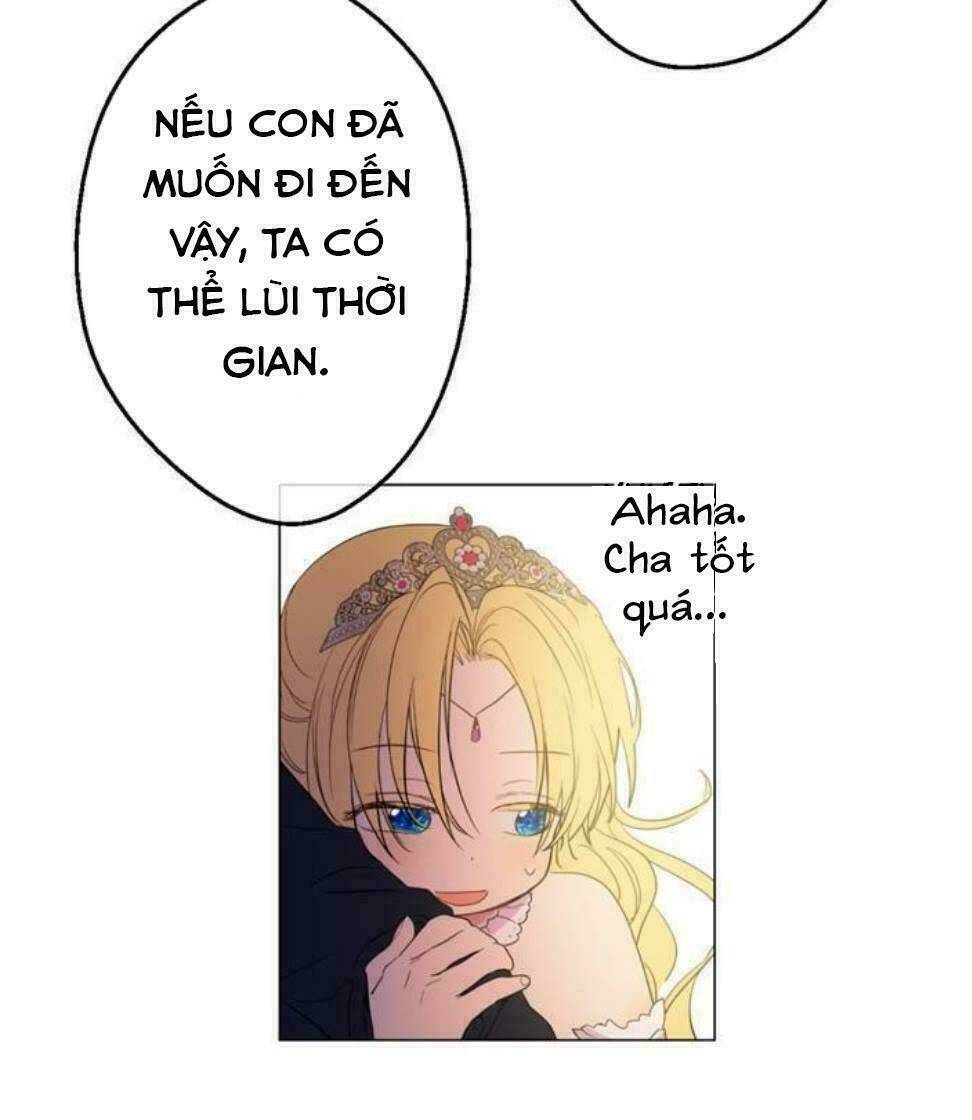 NẾU CON ĐÃ
MUỐN ĐI ĐẾN
VẬY, TA CÓ
THỂ LÙI THỜI
GIAN.
Ahaha.
Cha tốt
quá...